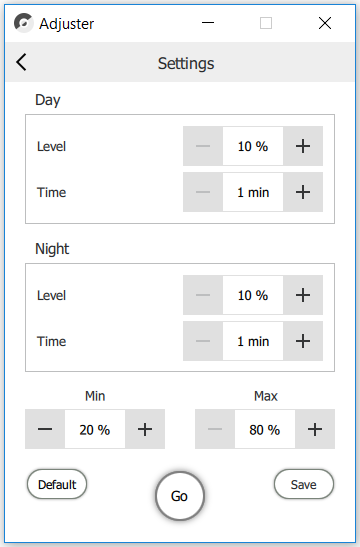 Adjuster
Settings
Day
Level 10 %
Time 1 min
Night
Level 10 %
Time 1 min
Min Max
20 % 80 %
Default Go Save